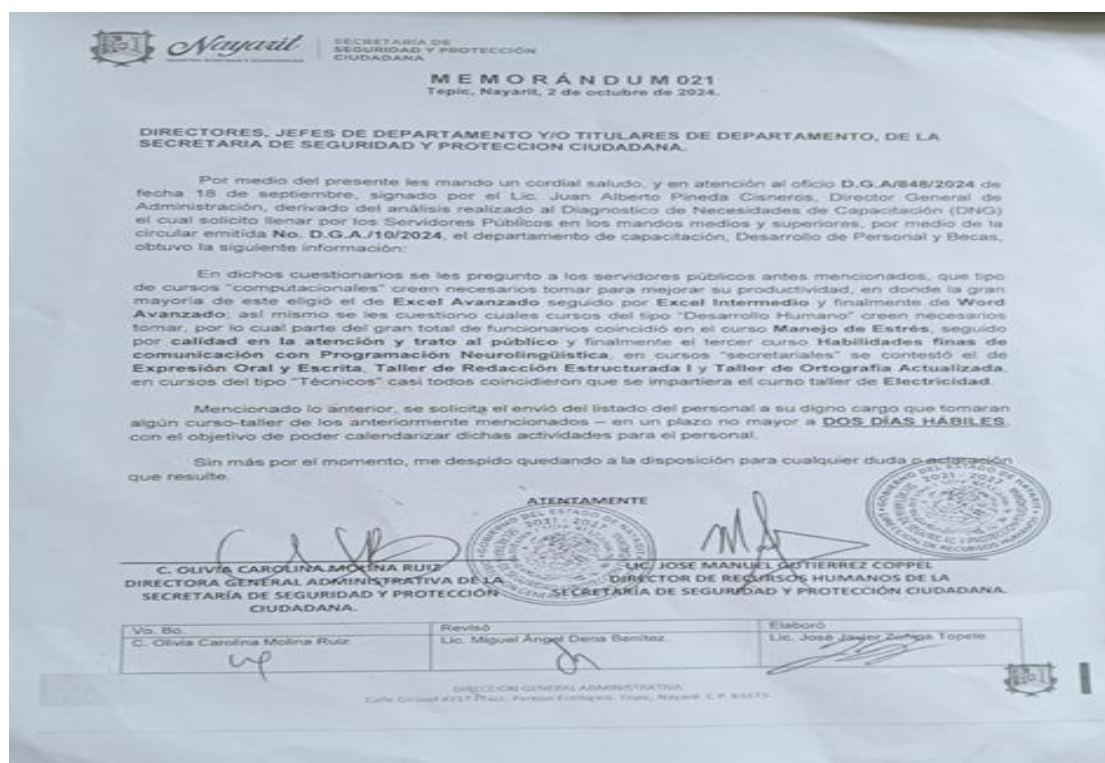 Nayarit
SECRETARÍA DE
SEGURIDAD Y PROTECCIÓN
CIUDADANA
MEMORÁNDUM 021
Tepic, Nayarit, 2 de octubre de 2024.
DIRECTORES, JEFES DE DEPARTAMENTO Y/O TITULARES DE DEPARTAMENTO, DE LA
SECRETARIA DE SEGURIDAD Y PROTECCION CIUDADANA.
Por medio del presente les mando un cordial saludo, y en atención al oficio D.G.A/848/2024 de
fecha 18 de septiembre, signado por el Lic. Juan Alberto Pineda Cisneros, Director General de
Administración, derivado del análisis realizado al Diagnostico de Necesidades de Capacitación (DNG)
el cual solicito llenar por los Servidores Públicos en los mandos medios y superiores, por medio de la
circular emitida No. D.G.A./10/2024, el departamento de capacitación, Desarrollo de Personal y Becas,
obtuvo la siguiente información:
En dichos cuestionarios se les pregunto a los servidores públicos antes mencionados, que tipo
de cursos "computacionales" creen necesarios tomar para mejorar su productividad, en donde la gran
mayoría de este eligió el de Excel Avanzado seguido por Excel Intermedio y finalmente de Word
Avanzado; así mismo se les cuestiono cuales cursos del tipo "Desarrollo Humano" creen necesarios
tomar, por lo cual parte del gran total de funcionarios coincidió en el curso Manejo de Estrés, seguido
por calidad en la atención y trato al público y finalmente el tercer curso Habilidades finas de
comunicación con Programación Neurolingüística, en cursos "secretariales" se contestó el de
Expresión Oral y Escrita, Taller de Redacción Estructurada I y Taller de Ortografía Actualizada,
en cursos del tipo "Técnicos" casi todos coincidieron que se impartiera el curso taller de Electricidad.
Mencionado lo anterior, se solicita el envió del listado del personal a su digno cargo que tomaran
algún curso-taller de los anteriormente mencionados – en un plazo no mayor a DOS DÍAS HÁBILES,
con el objetivo de poder calendarizar dichas actividades para el personal.
Sin más por el momento, me despido quedando a la disposición para cualquier duda o aclaración
que resulte.
ATENTAMENTE
C. OLIVIA CAROLINA MOLINA RUIZ
DIRECTORA GENERAL ADMINISTRATIVA DE LA
SECRETARÍA DE SEGURIDAD Y PROTECCIÓN
CIUDADANA.
LIC. JOSE MANUEL GUTIERREZ COPPEL
DIRECTOR DE RECURSOS HUMANOS DE LA
SECRETARÍA DE SEGURIDAD Y PROTECCIÓN CIUDADANA.
GOBIERNO DEL ESTADO DE NAYARIT
2021 - 2027
GOBIERNO DEL ESTADO DE NAYARIT
2021 - 2027
Vo. Bo. Revisó Elaboró
C. Olivia Carolina Molina Ruiz Lic. Miguel Ángel Dena Benítez Lic. José Javier Zuñiga Topete
DIRECCIÓN GENERAL ADMINISTRATIVA